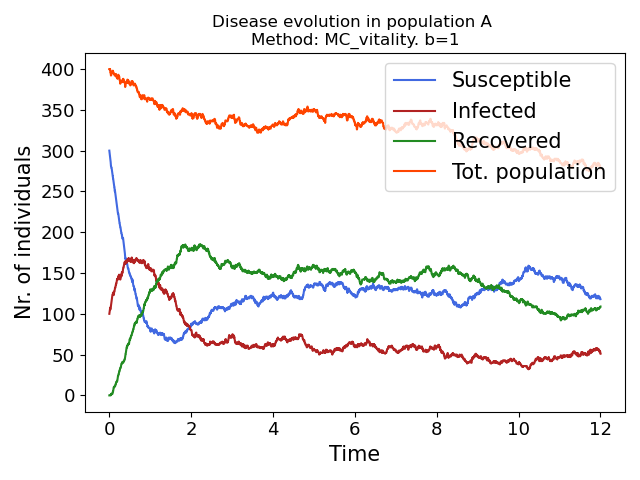 Disease evolution in population A
Method: MC_vitality. b=1
Nr. of individuals
400
350
300
250
200
150
100
50
0
Susceptible
Infected
Recovered
Tot. population
0 2 4 6 8 10 12
Time